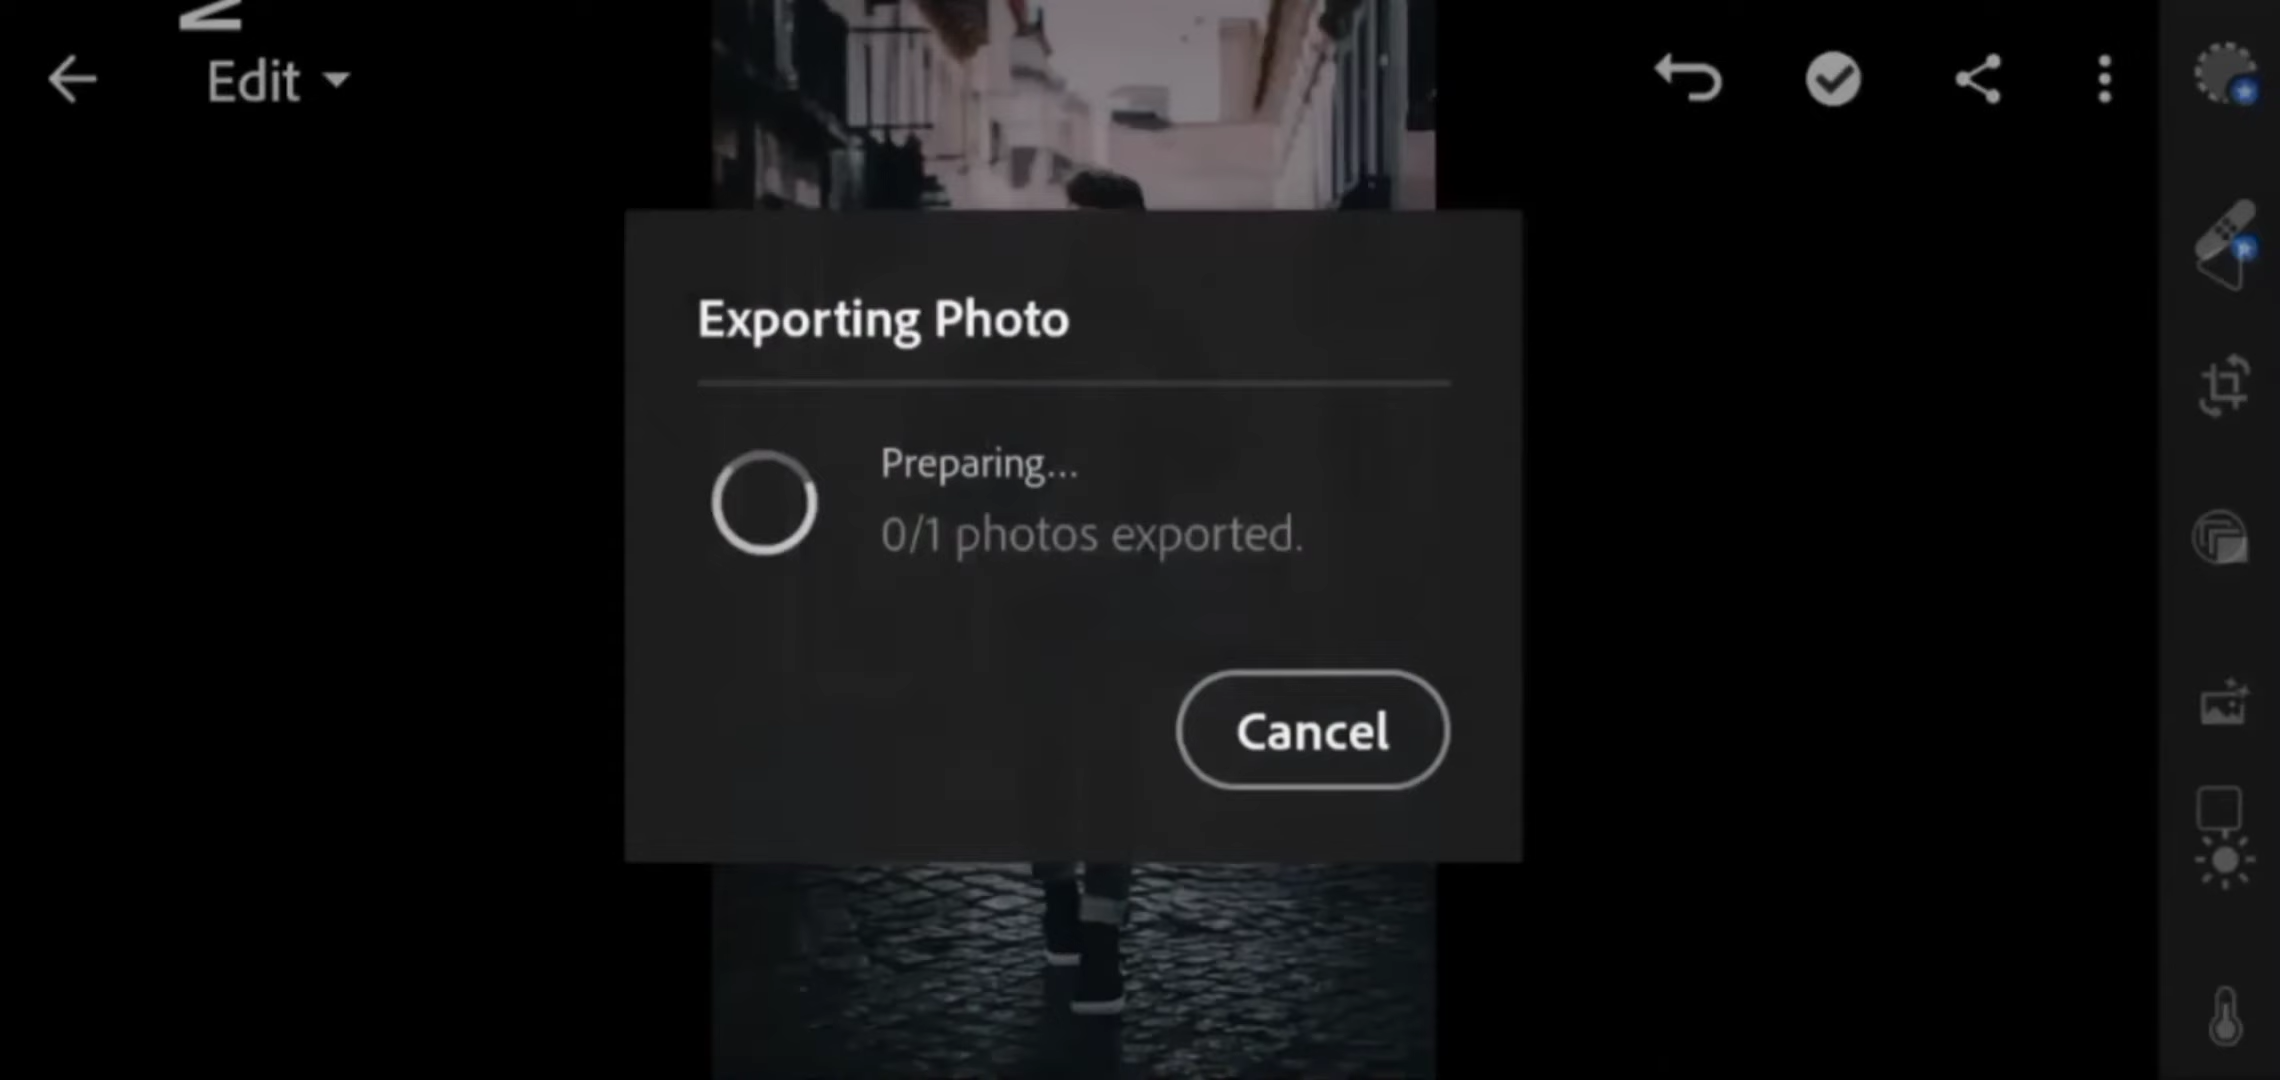 Edit
Exporting Photo
Preparing...
0/1 photos exported.
Cancel